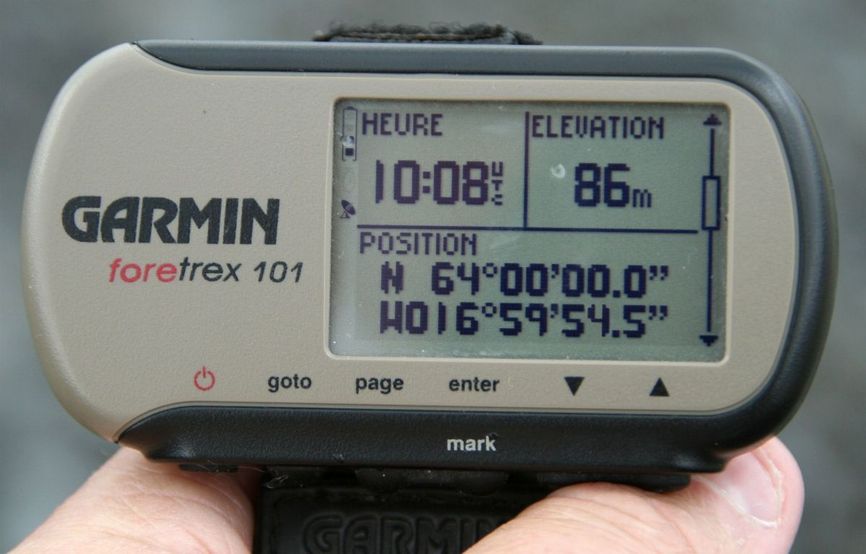 HEURE
ELEVATION
10:08 UTC
86m
POSITION
N 64°00'00.0"
W016°59'54.5"
GARMIN
foretrex 101
goto page enter ▼ ▲
mark
GARMIN